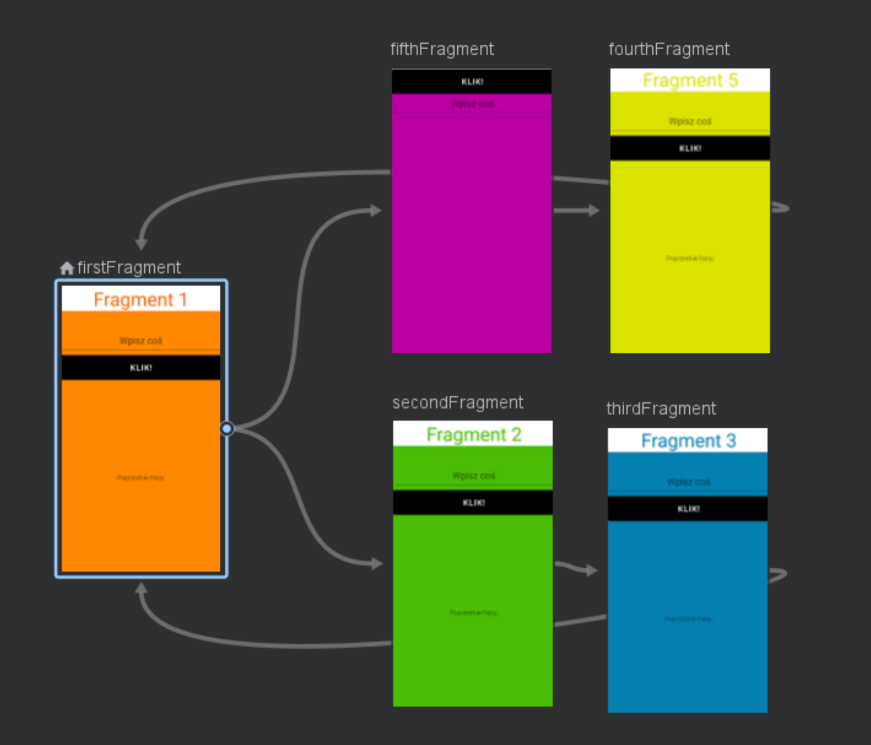 fifthFragment
KLIK!
Wpisz coś
fourthFragment
Fragment 5
Wpisz coś
KLIK!
Poprzednie frazy:
firstFragment
Fragment 1
Wpisz coś
KLIK!
Poprzednie frazy:
secondFragment
Fragment 2
Wpisz coś
KLIK!
Poprzednie frazy:
thirdFragment
Fragment 3
Wpisz coś
KLIK!
Poprzednie frazy: